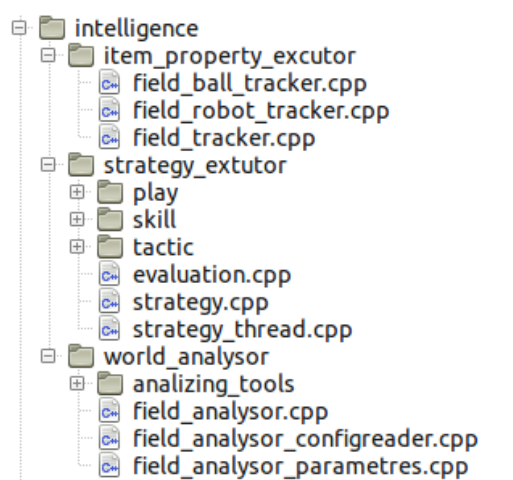 intelligence
item_property_excutor
field_ball_tracker.cpp
field_robot_tracker.cpp
field_tracker.cpp
strategy_extutor
play
skill
tactic
evaluation.cpp
strategy.cpp
strategy_thread.cpp
world_analysor
analizing_tools
field_analysor.cpp
field_analysor_configreader.cpp
field_analysor_parametres.cpp